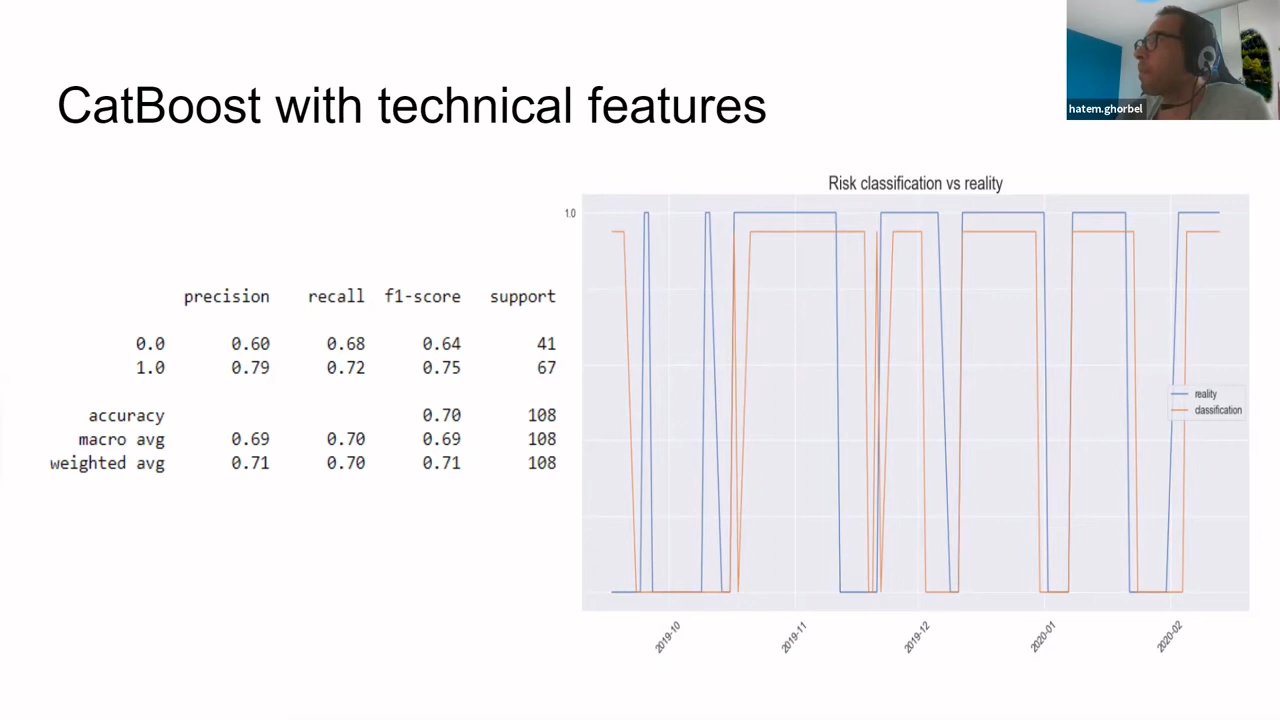 hatem.ghorbel
CatBoost with technical features
Risk classification vs reality
1.0
precision recall f1-score support
0.0 0.60 0.68 0.64 41
1.0 0.79 0.72 0.75 67
accuracy 0.70 108
macro avg 0.69 0.70 0.69 108
weighted avg 0.71 0.70 0.71 108
reality
classification
2019-10
2019-11
2019-12
2020-01
2020-02